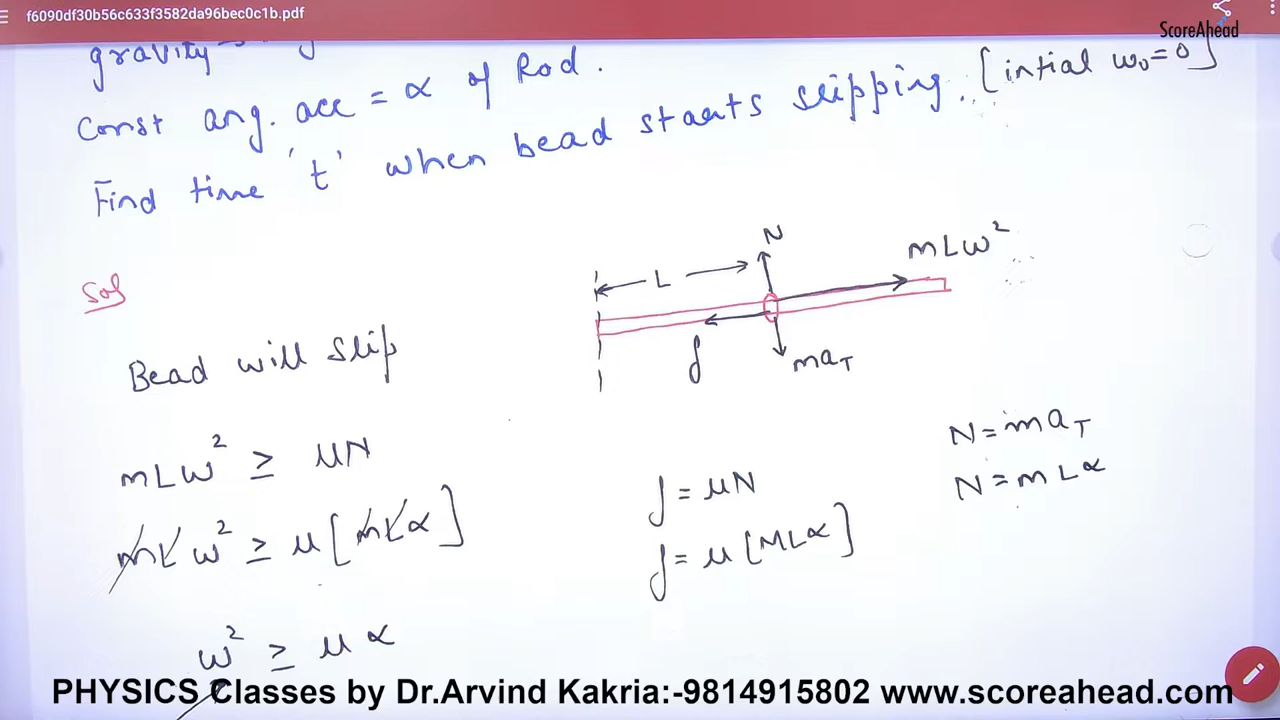 f6090df30b56c633f3582da96bec0c1b.pdf
ScoreAhead
gravity
Const ang. acc = α of Rod.
Find time 't' when bead starts slipping. [intial ω₀=0]
Sol
L
N
mLω²
f
ma_T
Bead will slip
mLω² ≥ μN
mLω² ≥ μ[mLα]
ω² ≥ μα
f = μN
f = μ[MLα]
N = ma_T
N = mLα
PHYSICS Classes by Dr.Arvind Kakria:-9814915802 www.scoreahead.com